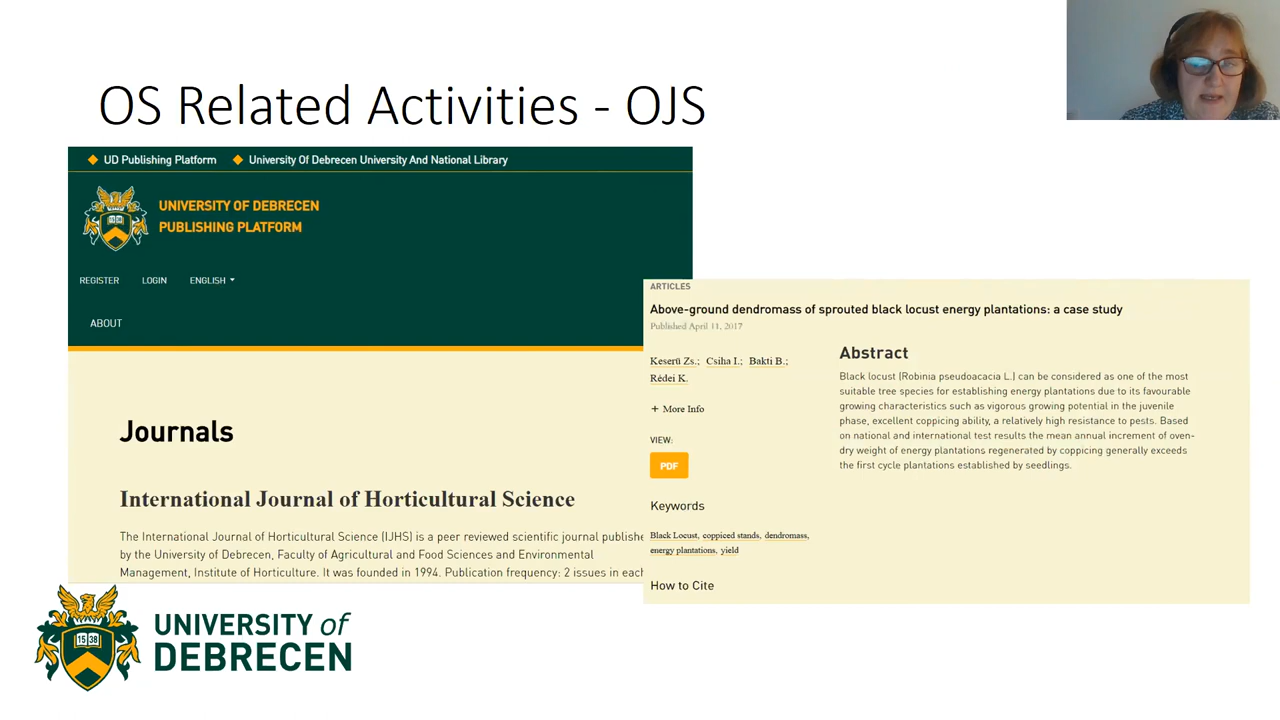 OS Related Activities - OJS
UD Publishing Platform
University Of Debrecen University And National Library
UNIVERSITY OF DEBRECEN
PUBLISHING PLATFORM
REGISTER
LOGIN
ENGLISH
ABOUT
Journals
International Journal of Horticultural Science
The International Journal of Horticultural Science (IJHS) is a peer reviewed scientific journal publishe
by the University of Debrecen, Faculty of Agricultural and Food Sciences and Environmental
Management, Institute of Horticulture. It was founded in 1994. Publication frequency: 2 issues in each
ARTICLES
Above-ground dendromass of sprouted black locust energy plantations: a case study
Published April 11, 2017
Keserű Zs.; Csiha I.; Bakti B.;
Rédei K.
+ More Info
VIEW:
PDF
Keywords
Black Locust, coppiced stands, dendromass,
energy plantations, yield
How to Cite
Abstract
Black locust (Robinia pseudoacacia L.) can be considered as one of the most
suitable tree species for establishing energy plantations due to its favourable
growing characteristics such as vigorous growing potential in the juvenile
phase, excellent coppicing ability, a relatively high resistance to pests. Based
on national and international test results the mean annual increment of oven-
dry weight of energy plantations regenerated by coppicing generally exceeds
the first cycle plantations established by seedlings.
15 38
UNIVERSITY of
DEBRECEN